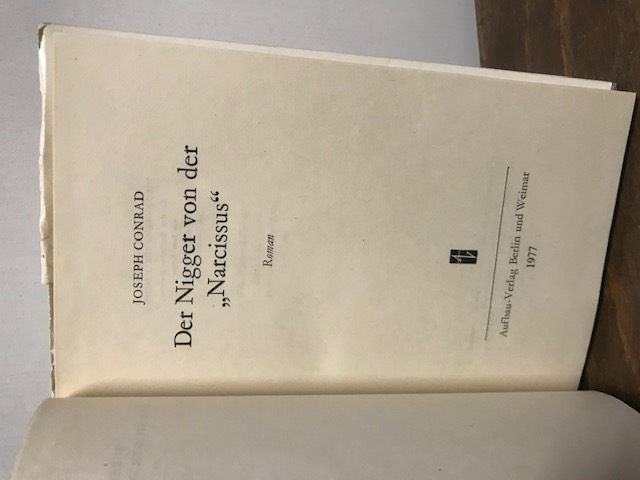 JOSEPH CONRAD
Der Nigger von der
„Narcissus“
Roman
Aufbau-Verlag Berlin und Weimar
1977